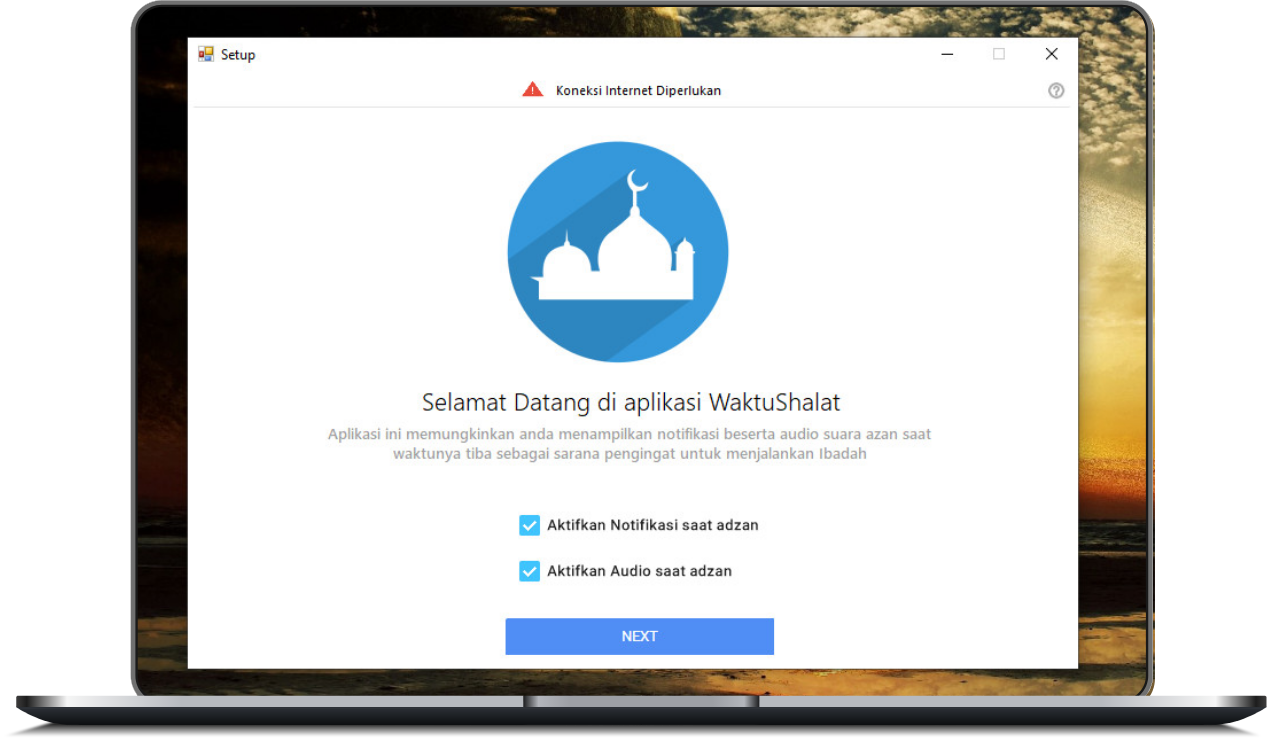 Setup
Koneksi Internet Diperlukan
Selamat Datang di aplikasi WaktuShalat
Aplikasi ini memungkinkan anda menampilkan notifikasi beserta audio suara azan saat
waktunya tiba sebagai sarana pengingat untuk menjalankan Ibadah
Aktifkan Notifikasi saat adzan
Aktifkan Audio saat adzan
NEXT